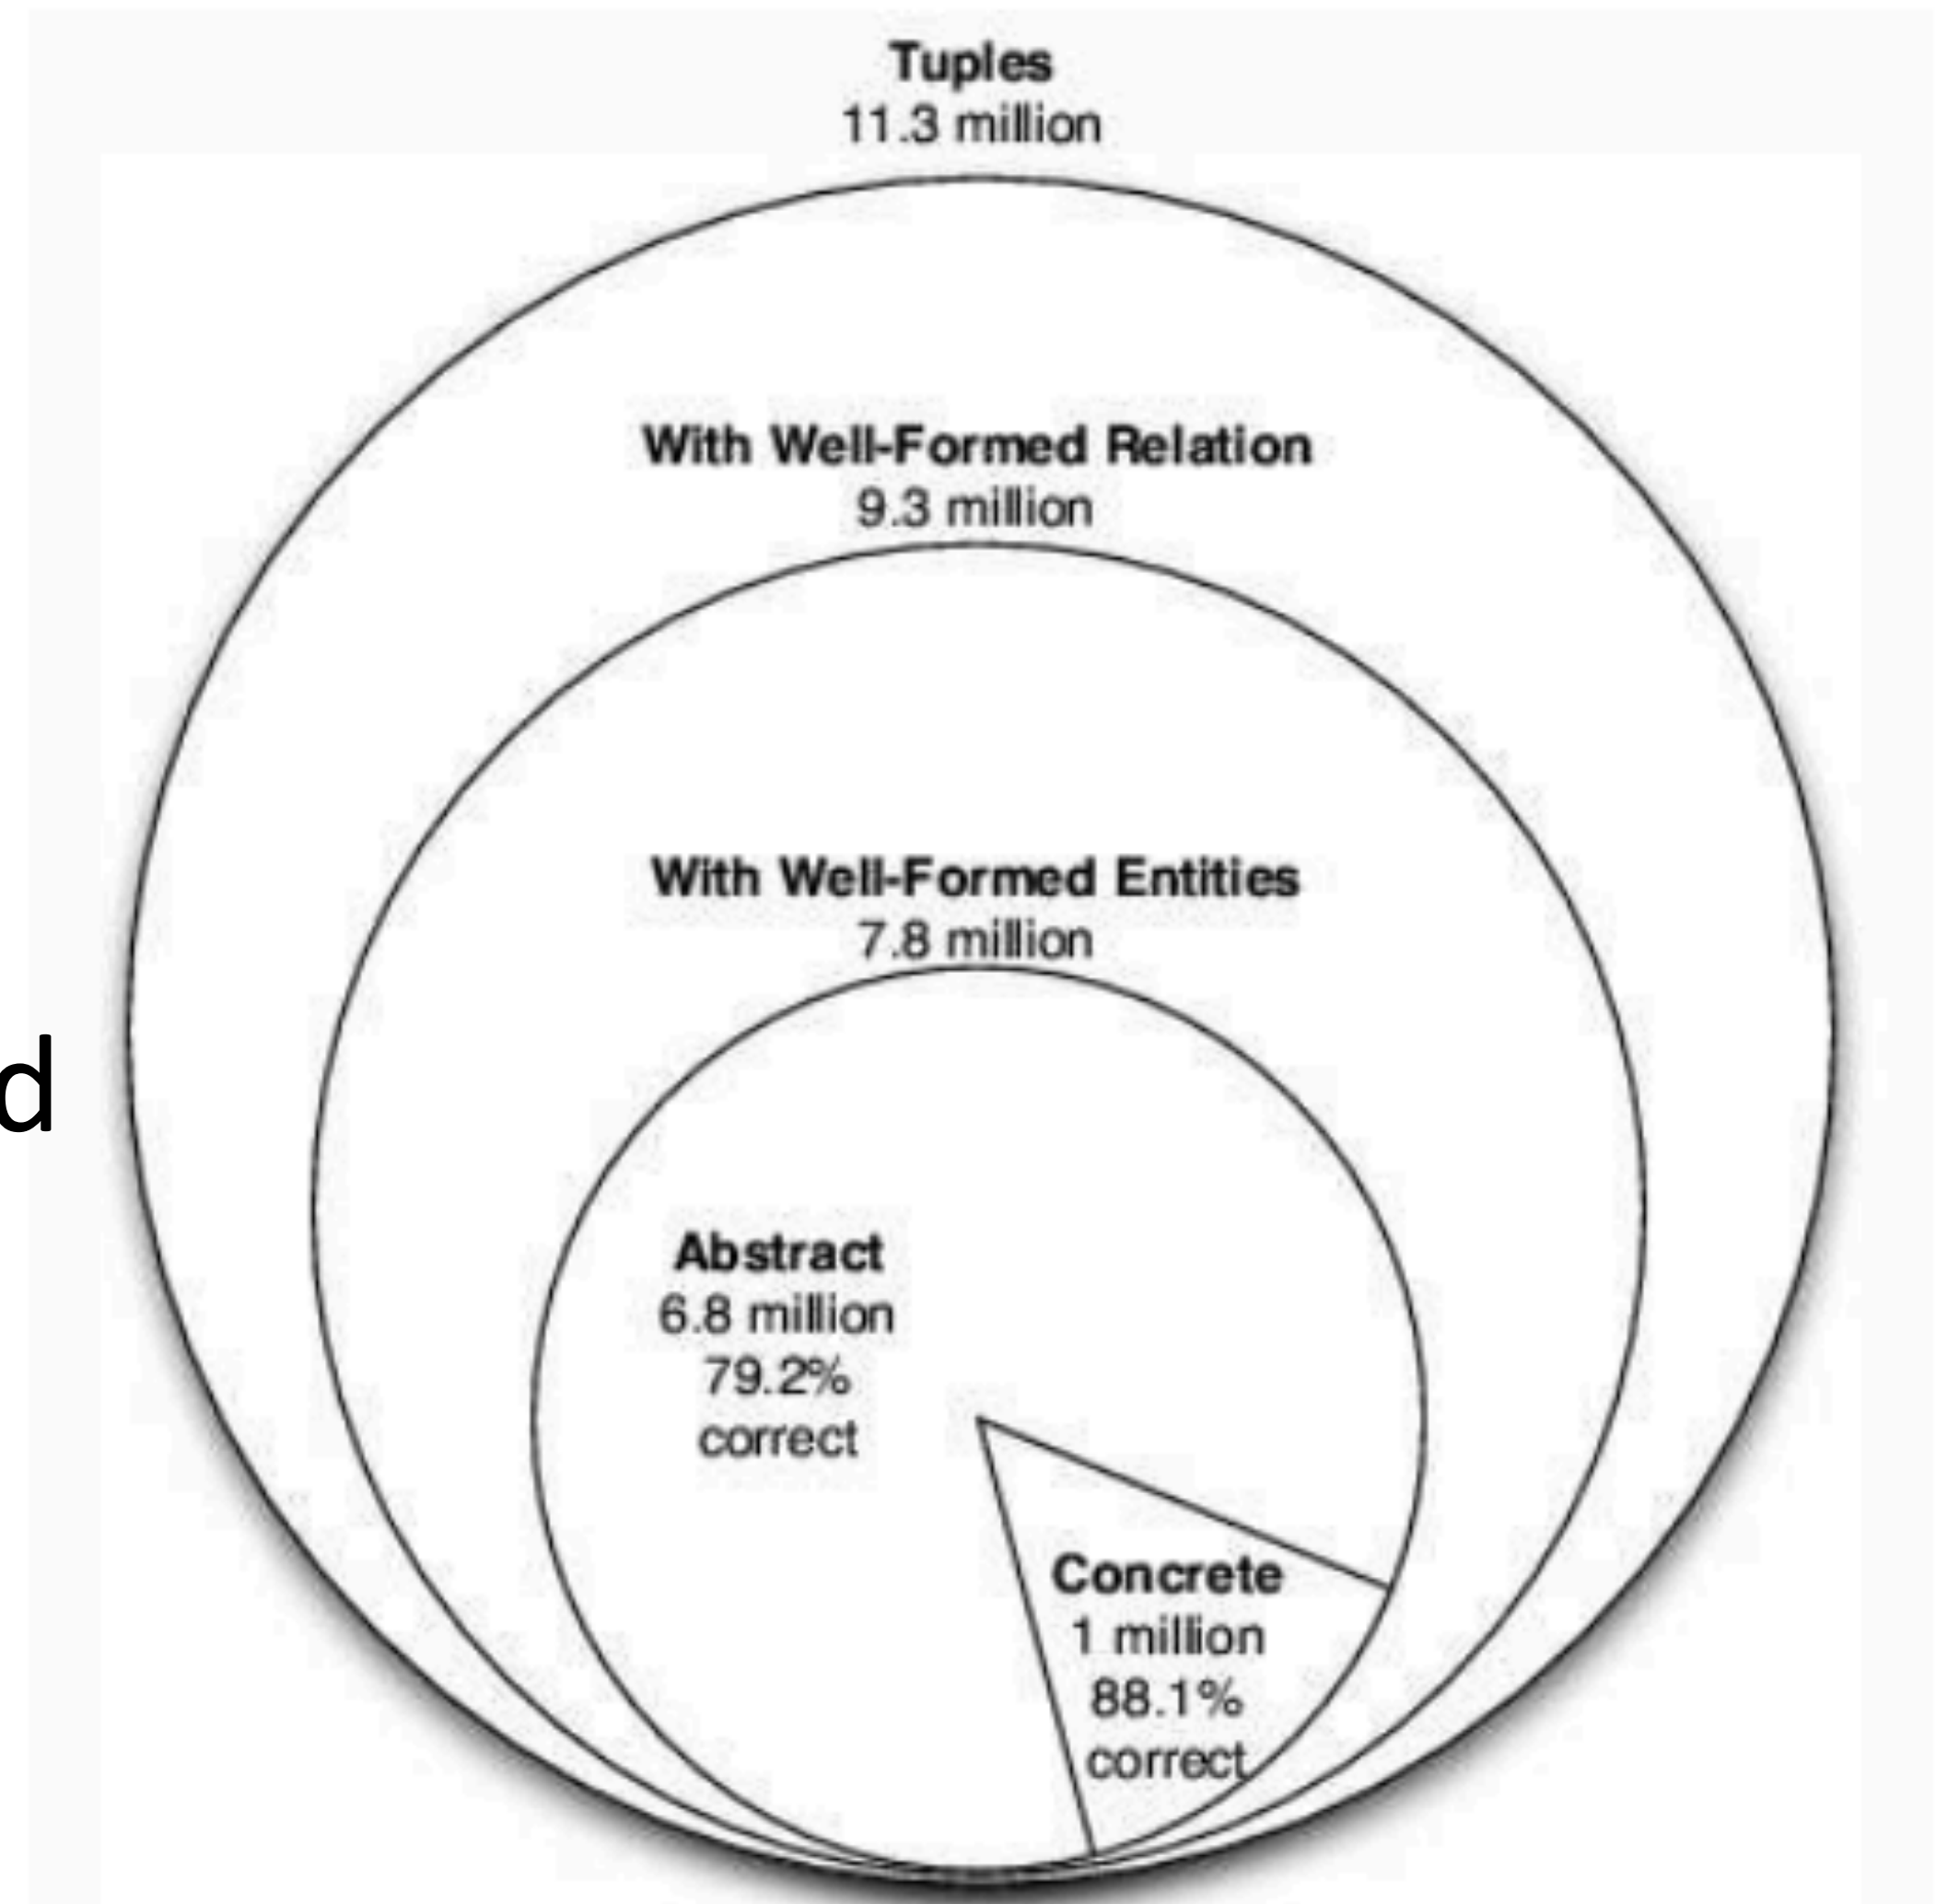 Tuples
11.3 million
With Well-Formed Relation
9.3 million
With Well-Formed Entities
7.8 million
d
Abstract
6.8 million
79.2%
correct
Concrete
1 million
88.1%
correct